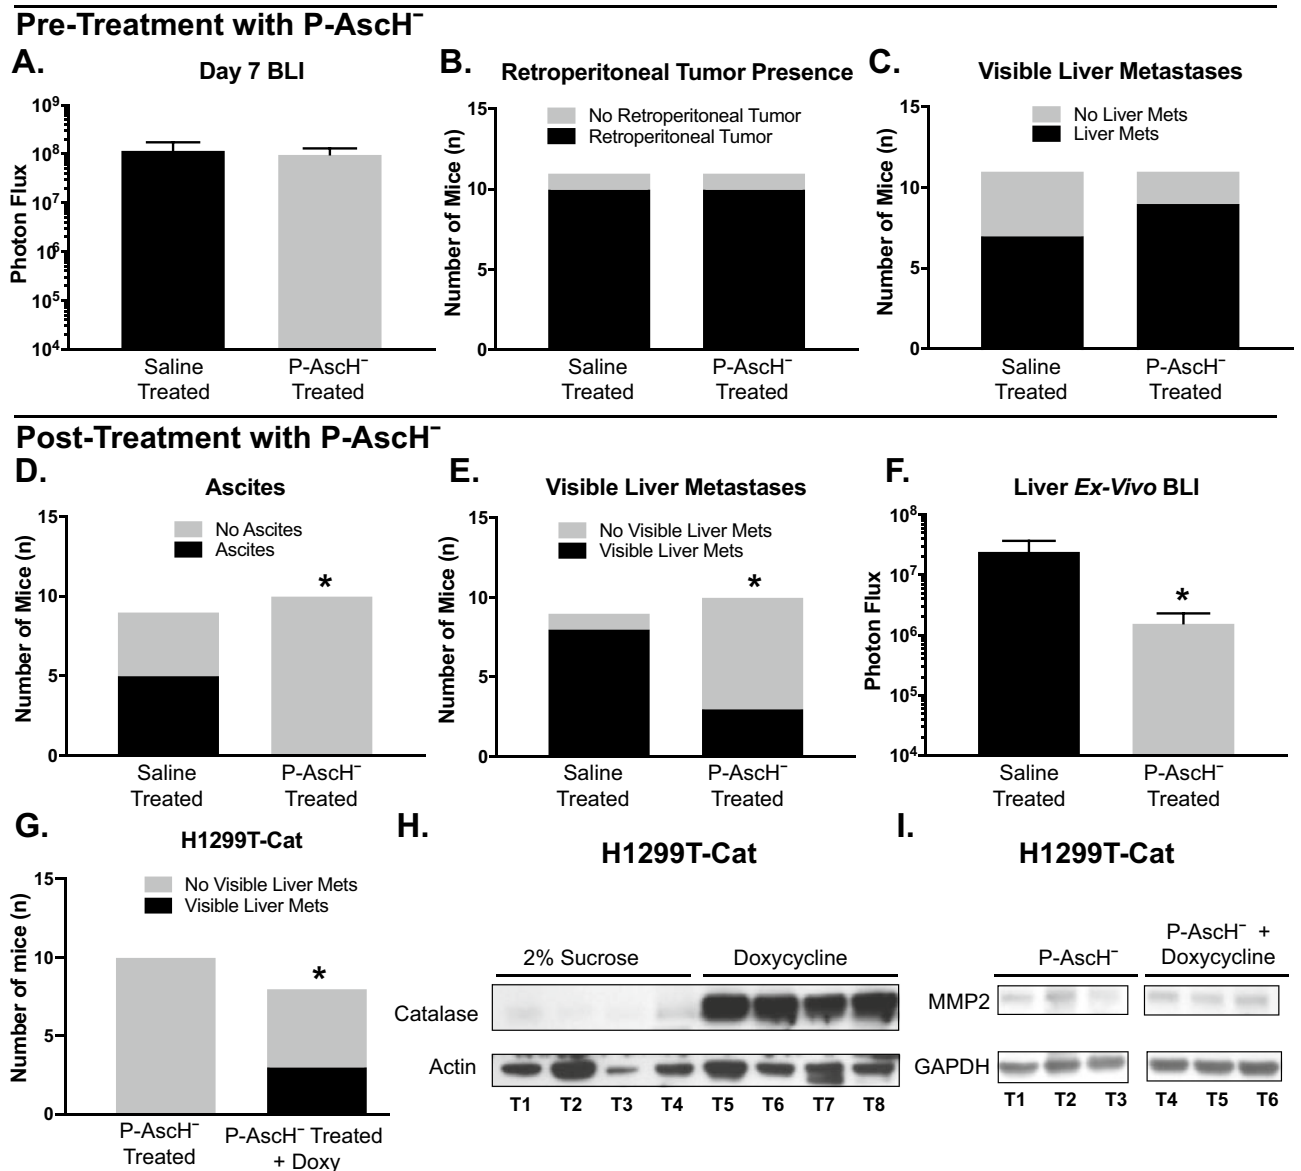 Pre-Treatment with P-AscH⁻
A.
Day 7 BLI
Photon Flux
10⁹
10⁸
10⁷
10⁶
10⁵
10⁴
Saline
Treated
P-AscH⁻
Treated
B.
Retroperitoneal Tumor Presence
No Retroperitoneal Tumor
Retroperitoneal Tumor
Number of Mice (n)
15
10
5
0
Saline
Treated
P-AscH⁻
Treated
C.
Visible Liver Metastases
No Liver Mets
Liver Mets
Number of Mice (n)
15
10
5
0
Saline
Treated
P-AscH⁻
Treated
Post-Treatment with P-AscH⁻
D.
Ascites
No Ascites
Ascites
Number of Mice (n)
15
10
5
0
*
Saline
Treated
P-AscH⁻
Treated
E.
Visible Liver Metastases
No Visible Liver Mets
Visible Liver Mets
Number of Mice (n)
15
10
5
0
*
Saline
Treated
P-AscH⁻
Treated
F.
Liver Ex-Vivo BLI
Photon Flux
10⁸
10⁷
10⁶
10⁵
10⁴
*
Saline
Treated
P-AscH⁻
Treated
G.
H1299T-Cat
No Visible Liver Mets
Visible Liver Mets
Number of mice (n)
15
10
5
0
*
P-AscH⁻
Treated
P-AscH⁻ Treated
+ Doxy
H.
H1299T-Cat
2% Sucrose Doxycycline
Catalase
Actin
T1 T2 T3 T4 T5 T6 T7 T8
I.
H1299T-Cat
P-AscH⁻
P-AscH⁻ +
Doxycycline
MMP2
GAPDH
T1 T2 T3 T4 T5 T6